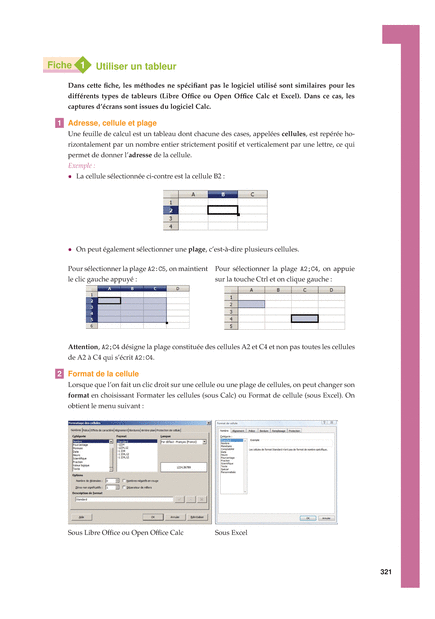 Fiche 1 Utiliser un tableur
Dans cette fiche, les méthodes ne spécifiant pas le logiciel utilisé sont similaires pour les
différents types de tableurs (Libre Office ou Open Office Calc et Excel). Dans ce cas, les
captures d'écrans sont issues du logiciel Calc.
1 Adresse, cellule et plage
Une feuille de calcul est un tableau dont chacune des cases, appelées cellules, est repérée ho-
rizontalement par un nombre entier strictement positif et verticalement par une lettre, ce qui
permet de donner l'adresse de la cellule.
Exemple :
• La cellule sélectionnée ci-contre est la cellule B2 :
A B C
1
2
3
4
• On peut également sélectionner une plage, c'est-à-dire plusieurs cellules.
Pour sélectionner la plage A2:C5, on maintient
le clic gauche appuyé :
Pour sélectionner la plage A2;C4, on appuie
sur la touche Ctrl et on clique gauche :
A B C D
1
2
3
4
5
6
A B C D
1
2
3
4
5
Attention, A2;C4 désigne la plage constituée des cellules A2 et C4 et non pas toutes les cellules
de A2 à C4 qui s'écrit A2:C4.
2 Format de la cellule
Lorsque que l'on fait un clic droit sur une cellule ou une plage de cellules, on peut changer son
format en choisissant Formater les cellules (sous Calc) ou Format de cellule (sous Excel). On
obtient le menu suivant :
Sous Libre Office ou Open Office Calc
Sous Excel
321